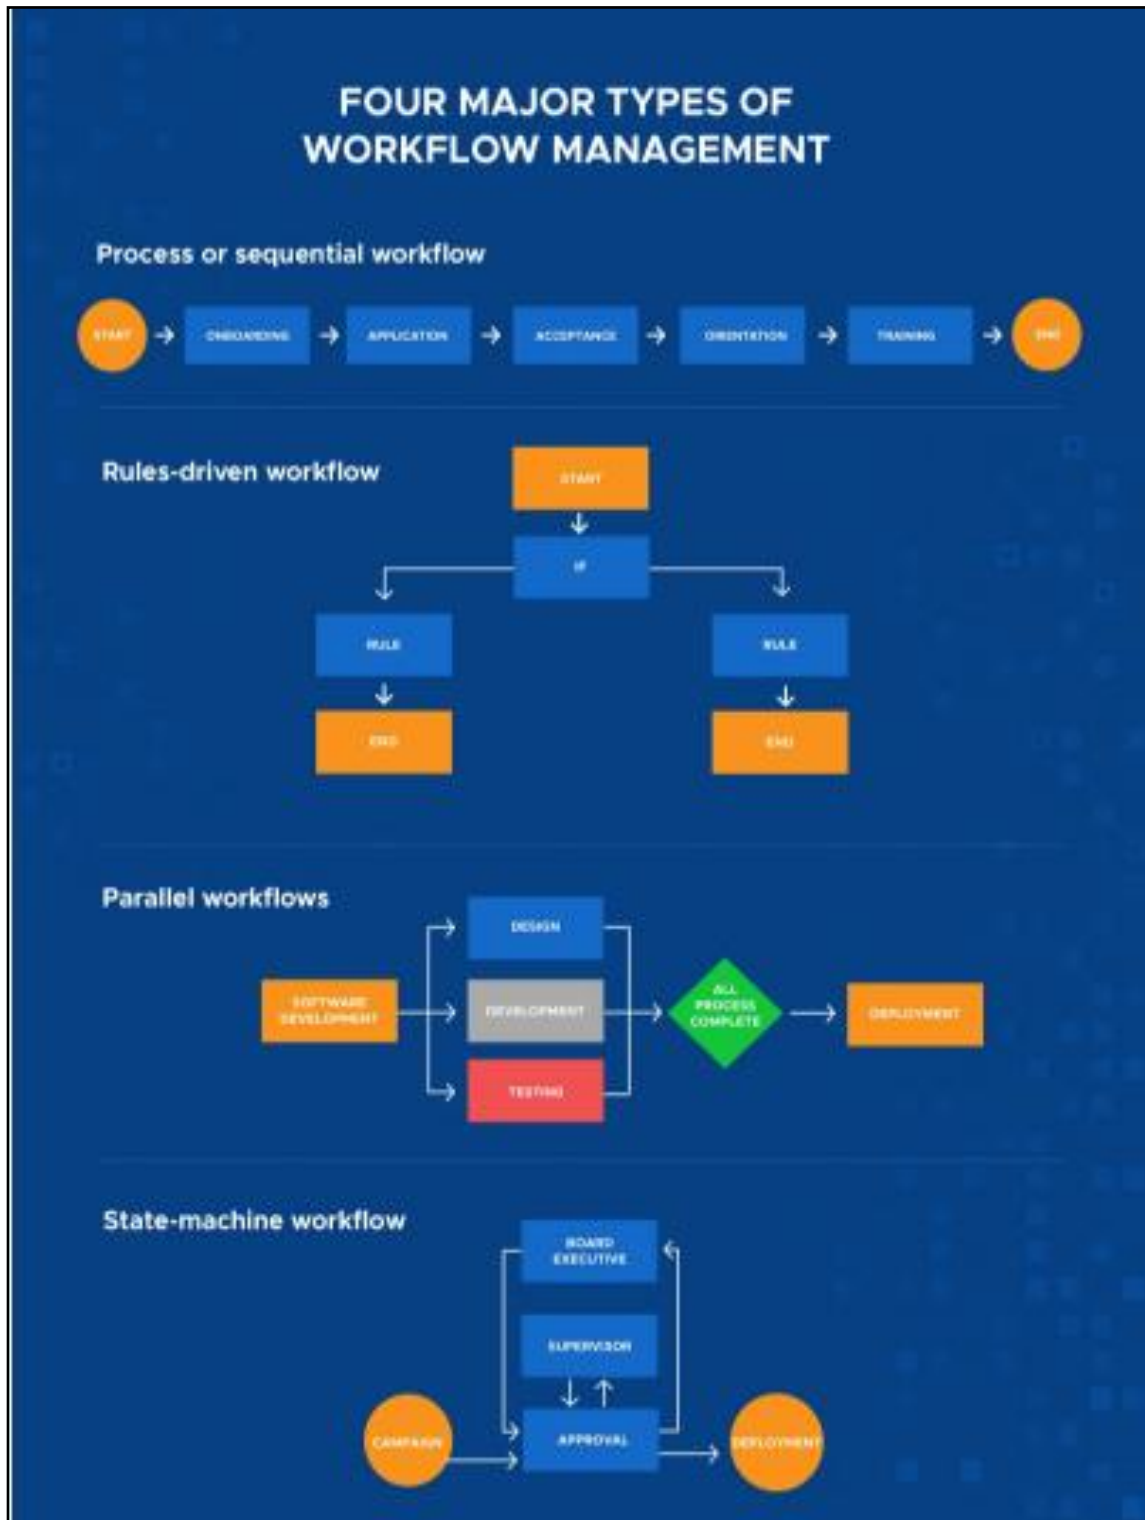 FOUR MAJOR TYPES OF
WORKFLOW MANAGEMENT
Process or sequential workflow
START
ONBOARDING
APPLICATION
ACCEPTANCE
ORIENTATION
TRAINING
END
Rules-driven workflow
START
IF
RULE
RULE
END
END
Parallel workflows
DESIGN
SOFTWARE
DEVELOPMENT
DEVELOPMENT
TESTING
ALL
PROCESS
COMPLETE
DEPLOYMENT
State-machine workflow
BOARD
EXECUTIVE
SUPERVISOR
CAMPAIGN
APPROVAL
DEPLOYMENT